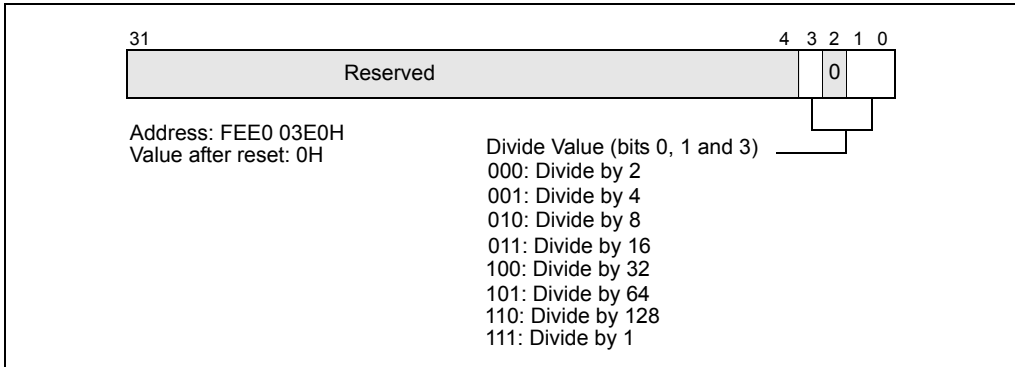 31 4 3 2 1 0
Reserved 0
Address: FEE0 03E0H
Value after reset: 0H
Divide Value (bits 0, 1 and 3)
000: Divide by 2
001: Divide by 4
010: Divide by 8
011: Divide by 16
100: Divide by 32
101: Divide by 64
110: Divide by 128
111: Divide by 1